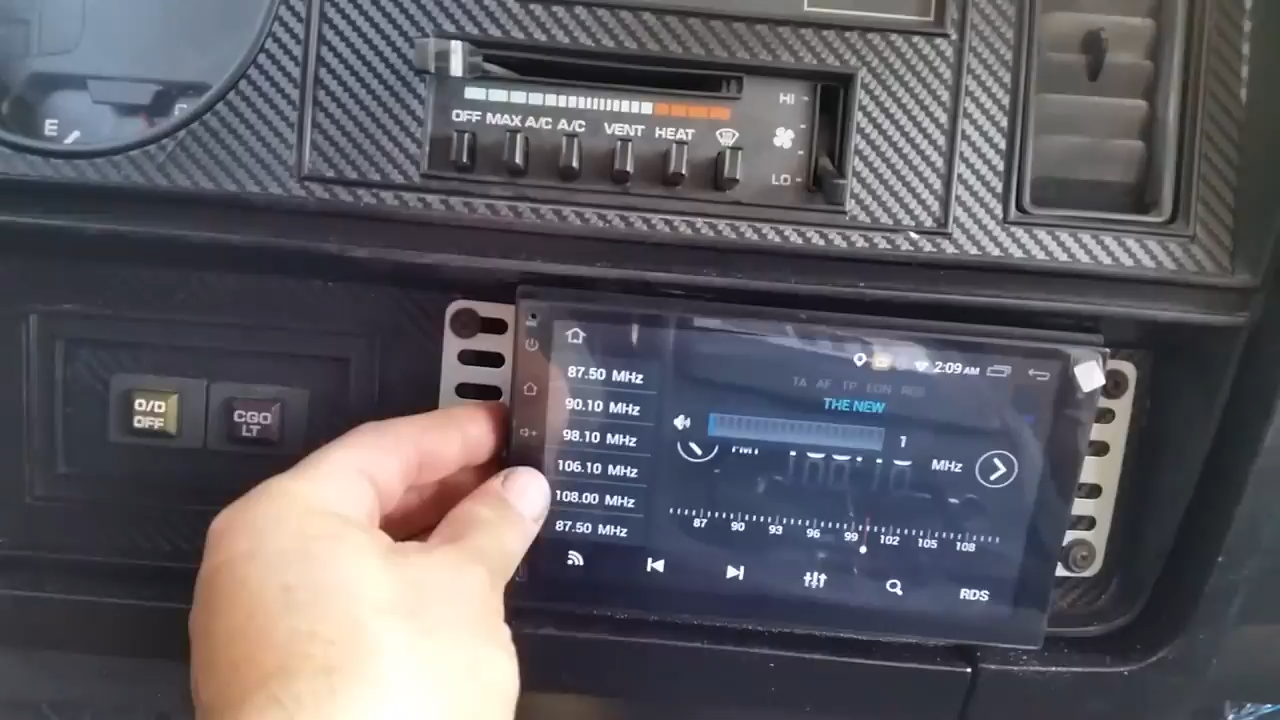 E
F
OFF MAX A/C A/C VENT HEAT
HI
LO
O/D
OFF
CGO
LT
2:09 AM
TA AF TP EON REG
THE NEW
1
87.50 MHz
90.10 MHz
98.10 MHz
106.10 MHz
108.00 MHz
87.50 MHz
FM1
MHz
87 90 93 96 99 102 105 108
RDS